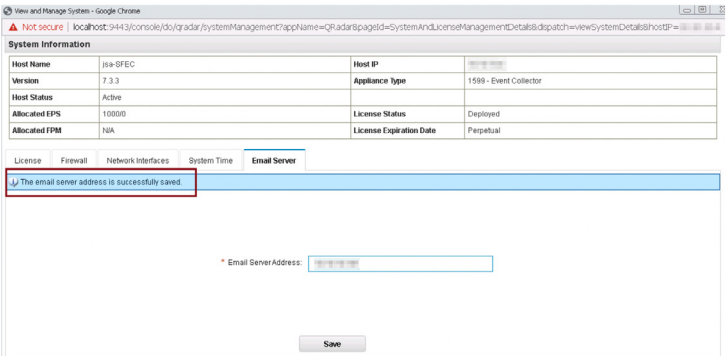 View and Manage System - Google Chrome
Not secure | localhost:9443/console/do/qradar/systemManagement?appName=QRadar&pageId=SystemAndLicenseManagementDetails&dispatch=viewSystemDetails&hostIP=
System Information
Host Name jsa-SFEC Host IP
Version 7.3.3 Appliance Type 1599 - Event Collector
Host Status Active
Allocated EPS 1000/0 License Status Deployed
Allocated FPM N/A License Expiration Date Perpetual
License Firewall Network Interfaces System Time Email Server
The email server address is successfully saved.
* Email Server Address:
Save